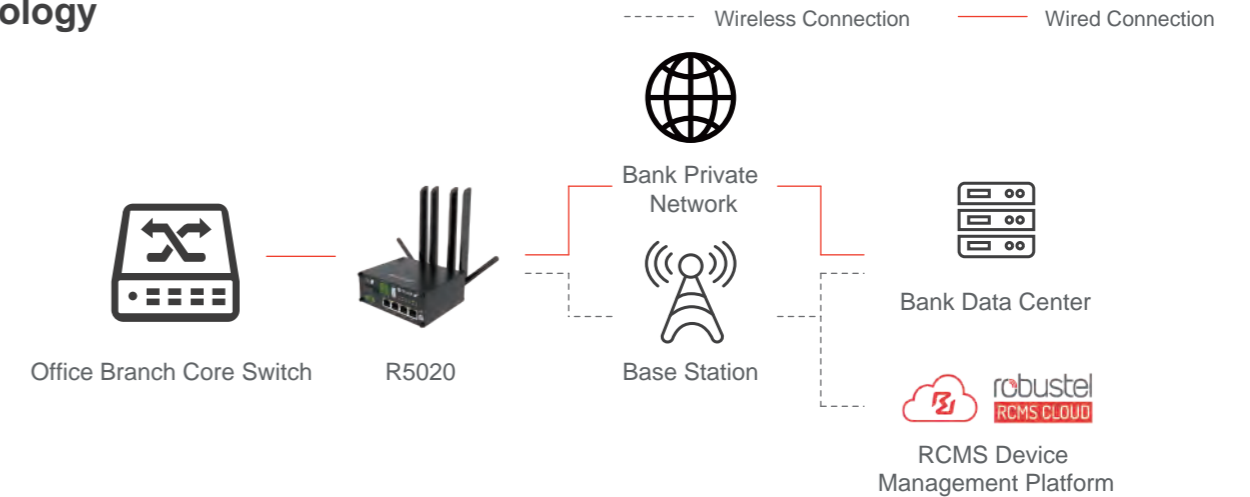 ology
Wireless Connection
Wired Connection
Bank Private
Network
Office Branch Core Switch
R5020
Base Station
Bank Data Center
robustel
RCMS CLOUD
RCMS Device
Management Platform